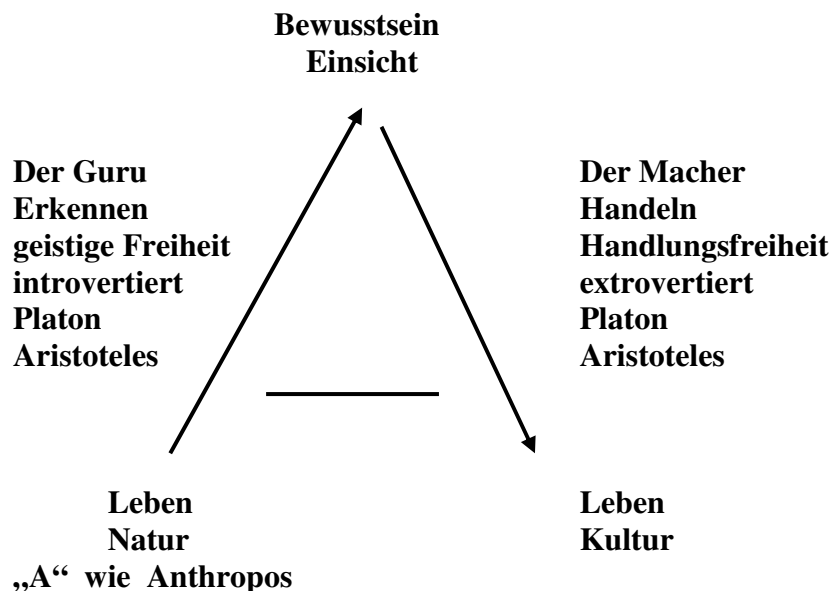 Bewusstsein
Einsicht
Der Guru
Erkennen
geistige Freiheit
introvertiert
Platon
Aristoteles
Der Macher
Handeln
Handlungsfreiheit
extrovertiert
Platon
Aristoteles
Leben
Natur
„A“ wie Anthropos
Leben
Kultur